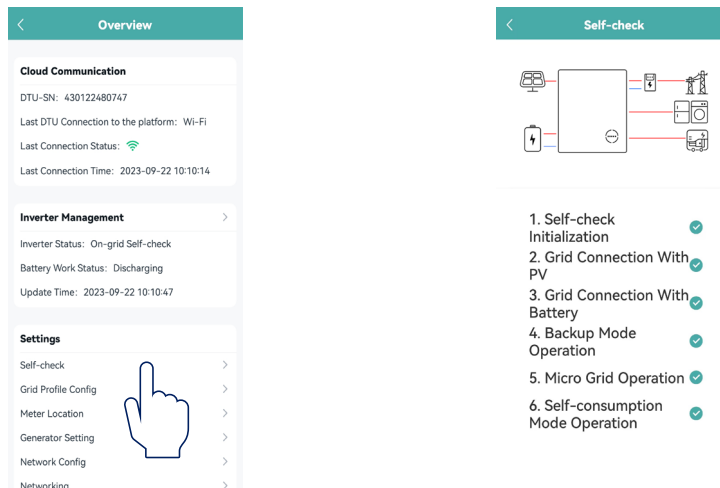 Overview
Cloud Communication
DTU-SN: 430122480747
Last DTU Connection to the platform: Wi-Fi
Last Connection Status:
Last Connection Time: 2023-09-22 10:10:14
Inverter Management
Inverter Status: On-grid Self-check
Battery Work Status: Discharging
Update Time: 2023-09-22 10:10:47
Settings
Self-check
Grid Profile Config
Meter Location
Generator Setting
Network Config
Networking
Self-check
1. Self-check
Initialization
2. Grid Connection With
PV
3. Grid Connection With
Battery
4. Backup Mode
Operation
5. Micro Grid Operation
6. Self-consumption
Mode Operation